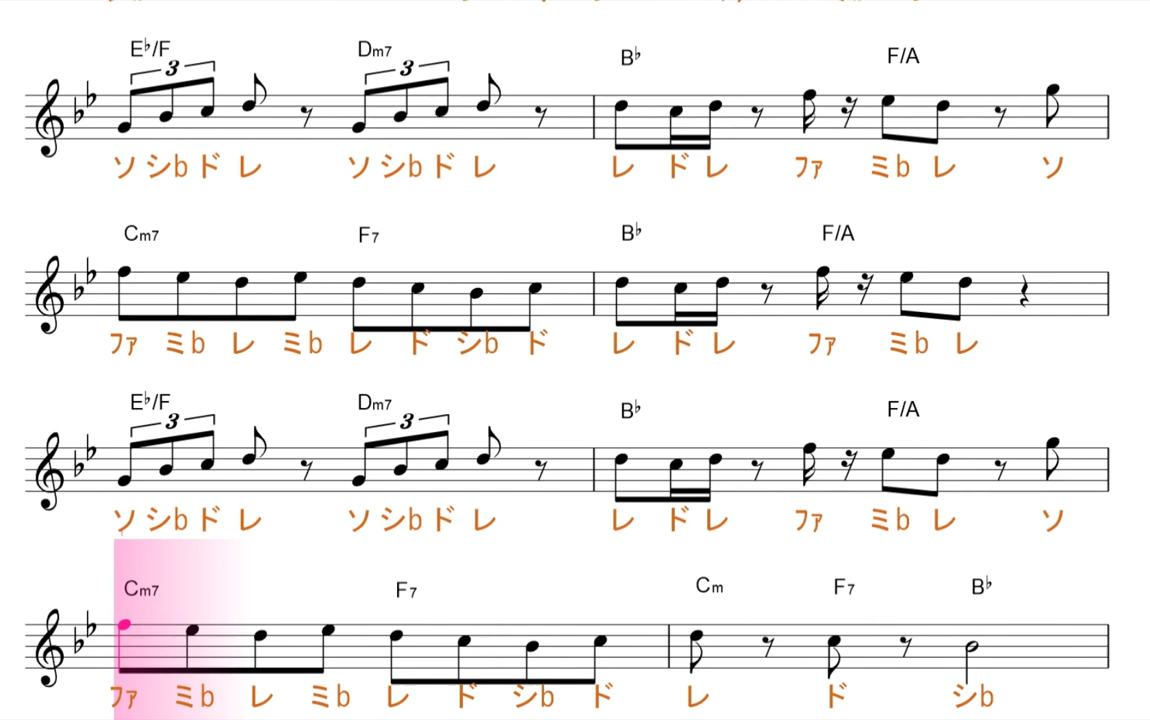 E♭/F Dm7 B♭ F/A
3 3
ソ シb ド レ ソ シb ド レ レ ド レ ファ ミb レ ソ
Cm7 F7 B♭ F/A
ファ ミb レ ミb レ ド シb ド レ ド レ ファ ミb レ
E♭/F Dm7 B♭ F/A
3 3
ソ シb ド レ ソ シb ド レ レ ド レ ファ ミb レ ソ
Cm7 F7 Cm F7 B♭
ファ ミb レ ミb レ ド シb ド レ ド シb